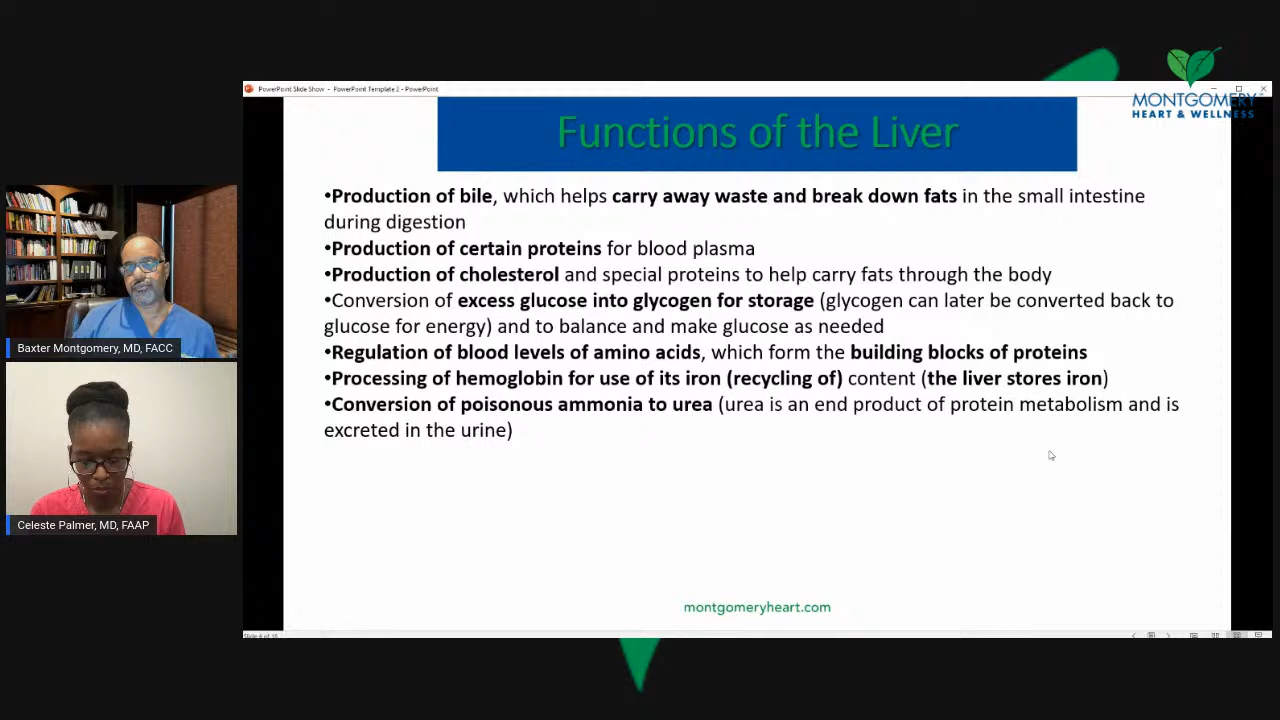 MONTGOMERY
HEART & WELLNESS
PowerPoint Slide Show - PowerPoint Template 2 - PowerPoint
Functions of the Liver
•Production of bile, which helps carry away waste and break down fats in the small intestine
during digestion
•Production of certain proteins for blood plasma
•Production of cholesterol and special proteins to help carry fats through the body
•Conversion of excess glucose into glycogen for storage (glycogen can later be converted back to
glucose for energy) and to balance and make glucose as needed
•Regulation of blood levels of amino acids, which form the building blocks of proteins
•Processing of hemoglobin for use of its iron (recycling of) content (the liver stores iron)
•Conversion of poisonous ammonia to urea (urea is an end product of protein metabolism and is
excreted in the urine)
montgomeryheart.com
Baxter Montgomery, MD, FACC
Celeste Palmer, MD, FAAP